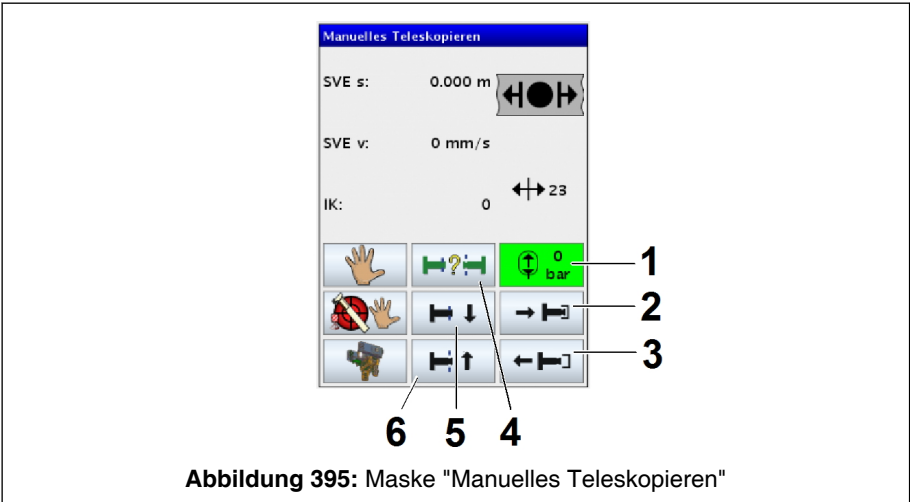 Manuelles Teleskopieren
SVE s: 0.000 m
SVE v: 0 mm/s
23
IK: 0
?
0
bar
1
2
3
6 5 4
Abbildung 395: Maske "Manuelles Teleskopieren"